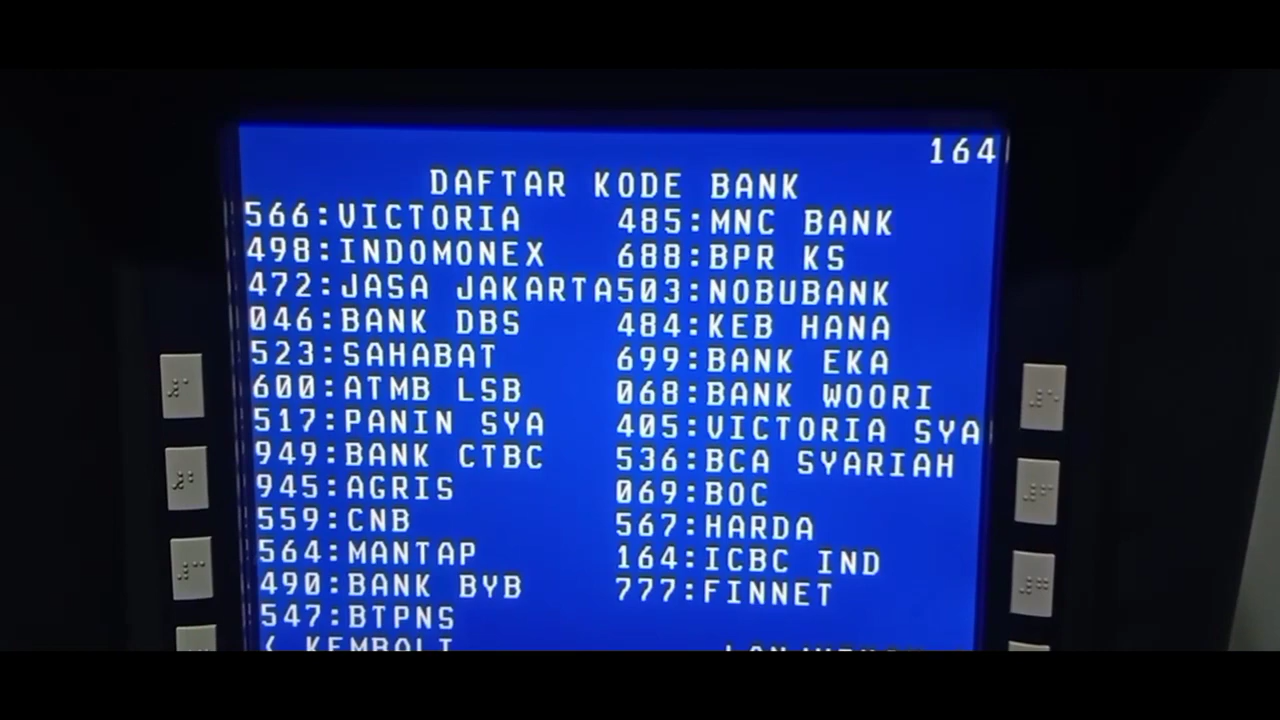 164
DAFTAR KODE BANK
566:VICTORIA 485:MNC BANK
498:INDOMONEX 688:BPR KS
472:JASA JAKARTA503:NOBUBANK
046:BANK DBS 484:KEB HANA
523:SAHABAT 699:BANK EKA
600:ATMB LSB 068:BANK WOORI
517:PANIN SYA 405:VICTORIA SYA
949:BANK CTBC 536:BCA SYARIAH
945:AGRIS 069:BOC
559:CNB 567:HARDA
564:MANTAP 164:ICBC IND
490:BANK BYB 777:FINNET
547:BTPNS
< KEMBALI